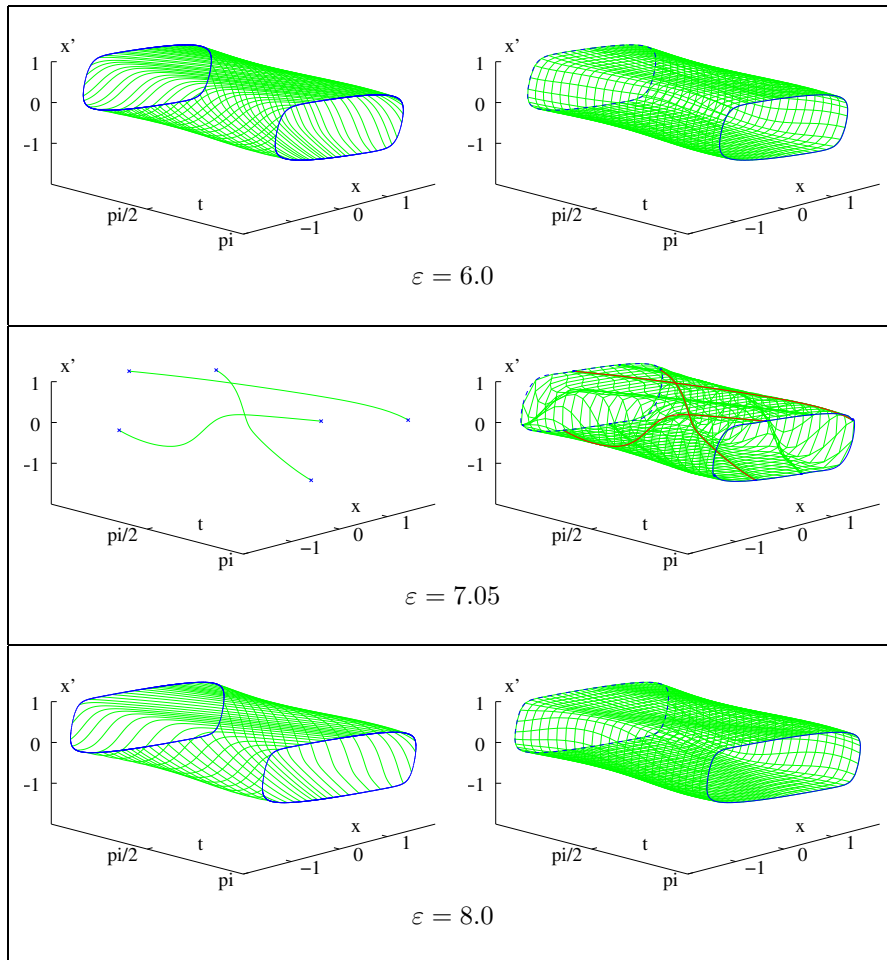 x' x'
1 1
0 0
-1 -1
x x
1 1
0 0
−1 −1
t t
pi/2 pi/2
pi pi
ε = 6.0
x' x'
1 1
0 0
-1 -1
x x
1 1
0 0
−1 −1
t t
pi/2 pi/2
pi pi
ε = 7.05
x' x'
1 1
0 0
-1 -1
x x
1 1
0 0
−1 −1
t t
pi/2 pi/2
pi pi
ε = 8.0